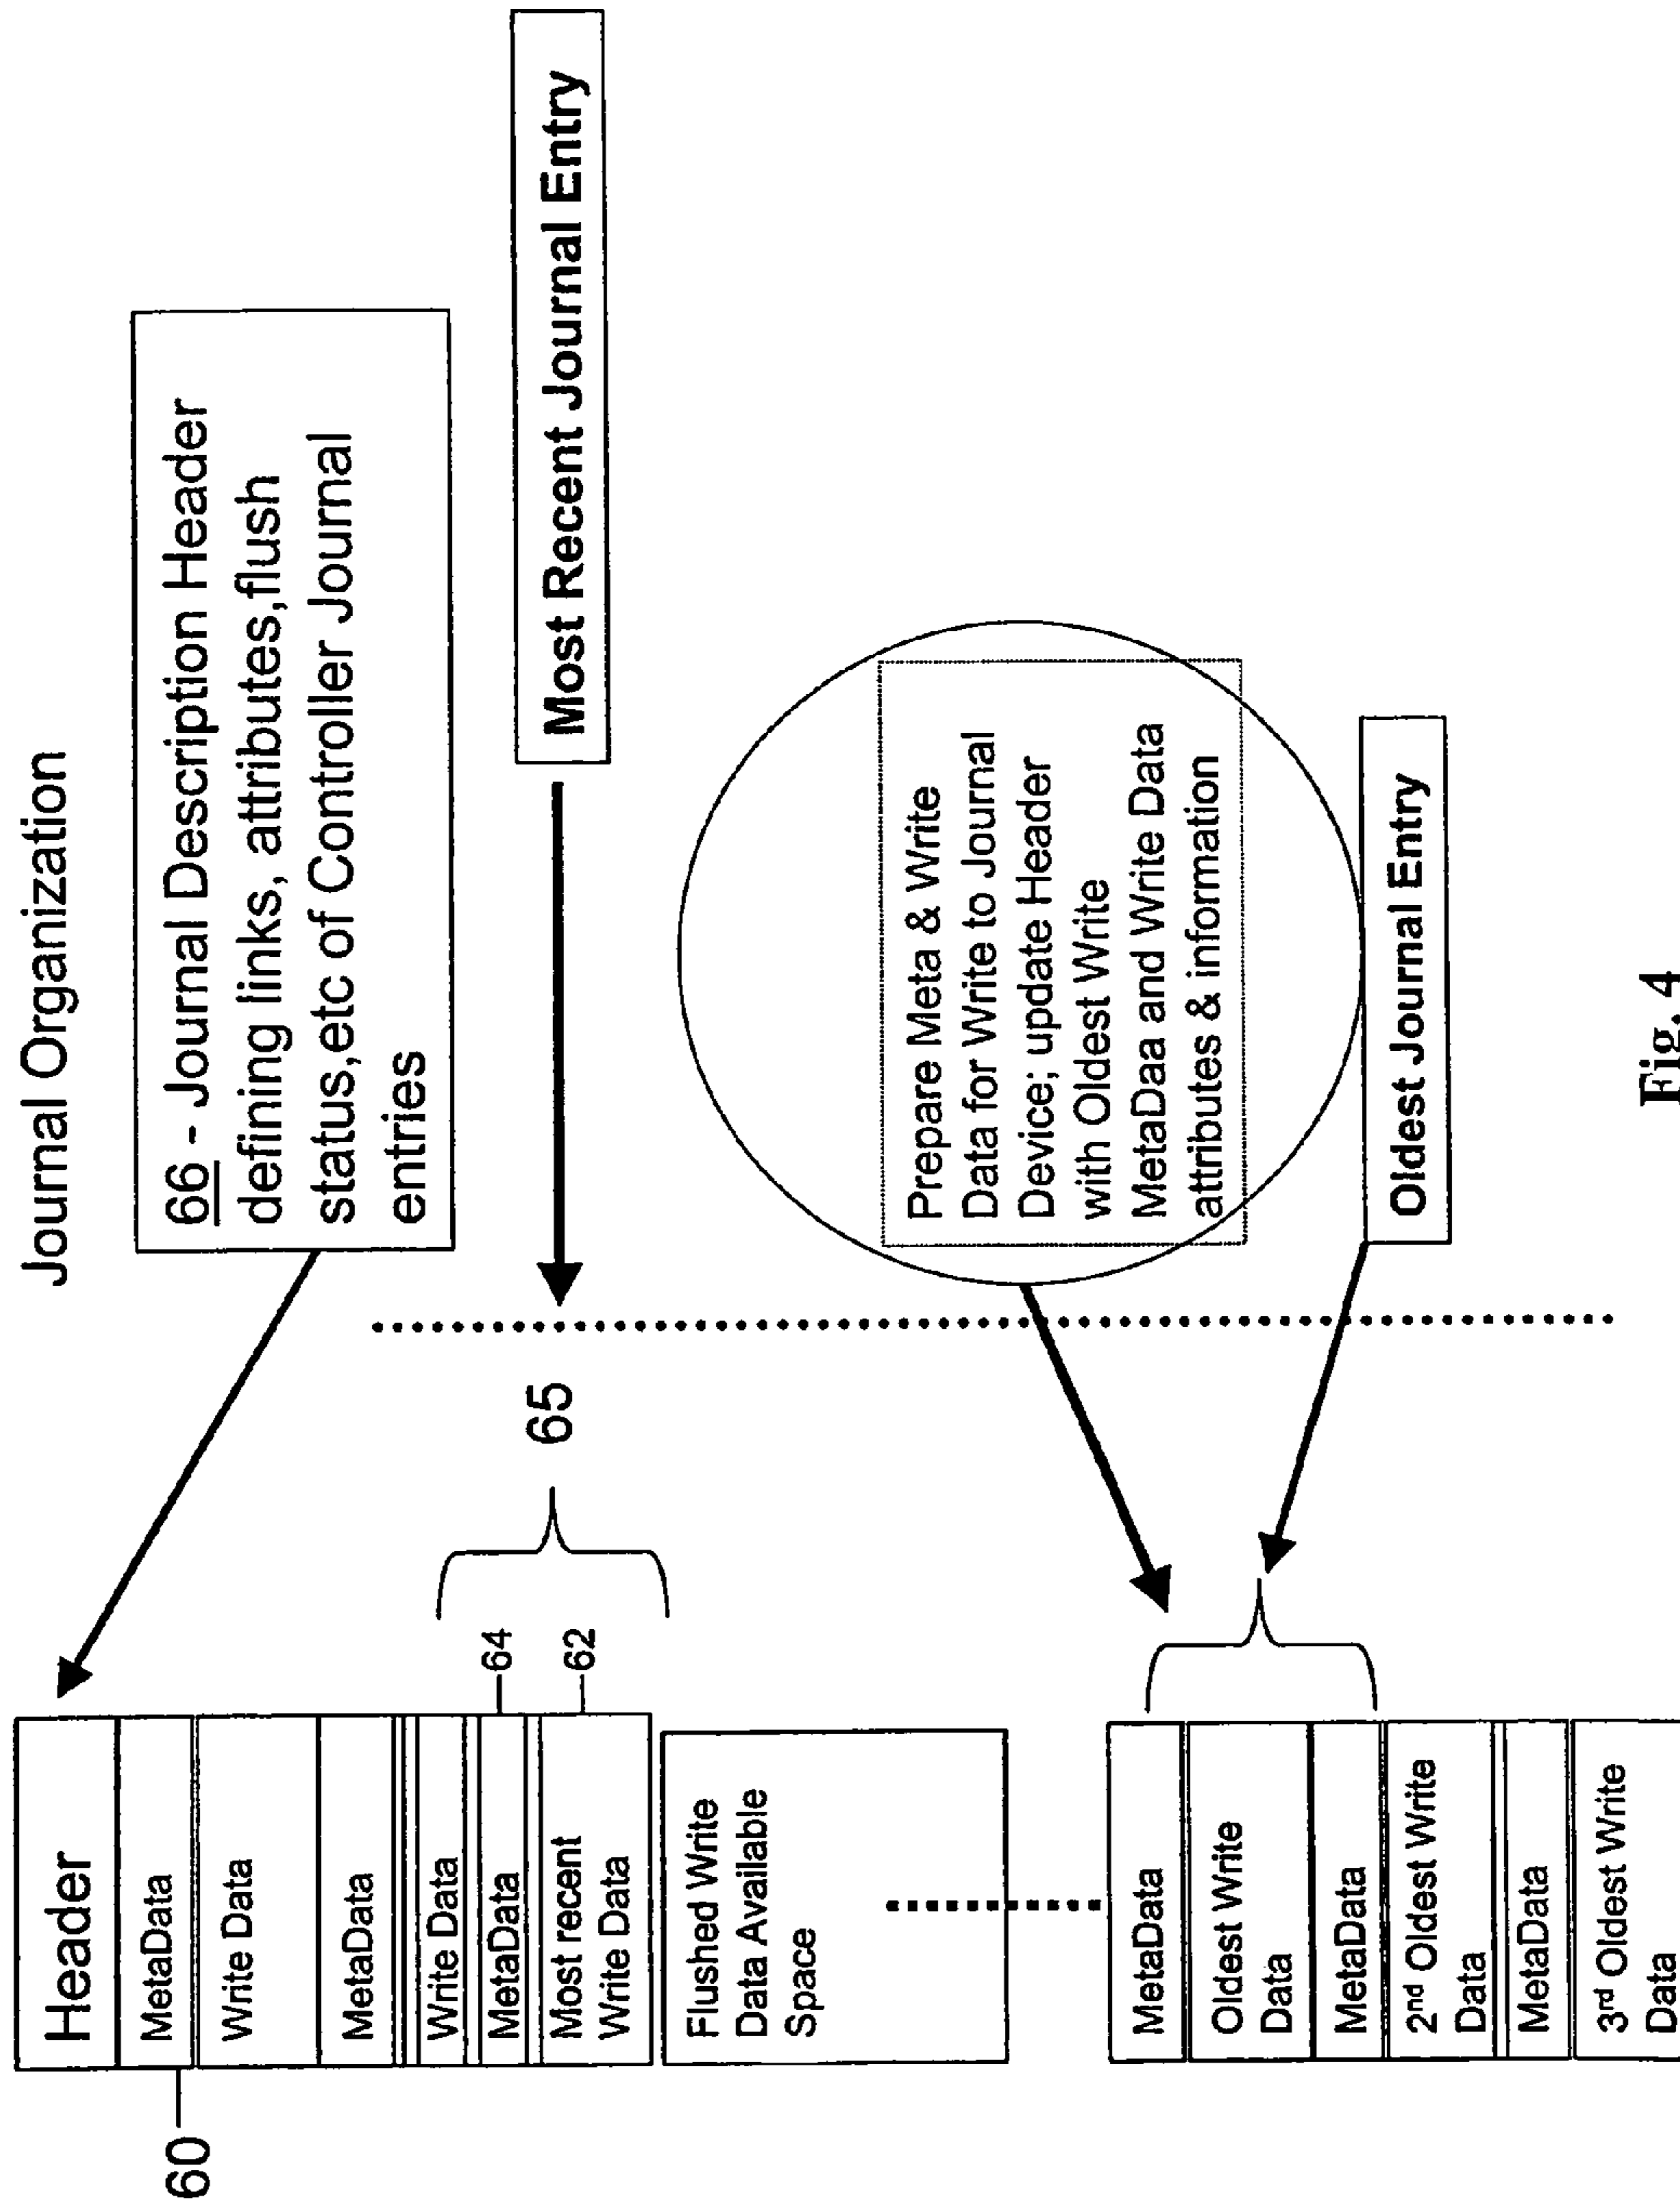 Journal Organization
66 - Journal Description Header
defining links, attributes,flush
status,etc of Controller Journal
entries
Most Recent Journal Entry
Header
60
MetaData
Write Data
MetaData
Write Data
MetaData
64
65
Most recent
Write Data
62
Flushed Write
Data Available
Space
Prepare Meta & Write
Data for Write to Journal
Device; update Header
with Oldest Write
MetaDaa and Write Data
attributes & information
Oldest Journal Entry
MetaData
Oldest Write
Data
MetaData
2nd Oldest Write
Data
MetaData
3rd Oldest Write
Data
Fig. 4